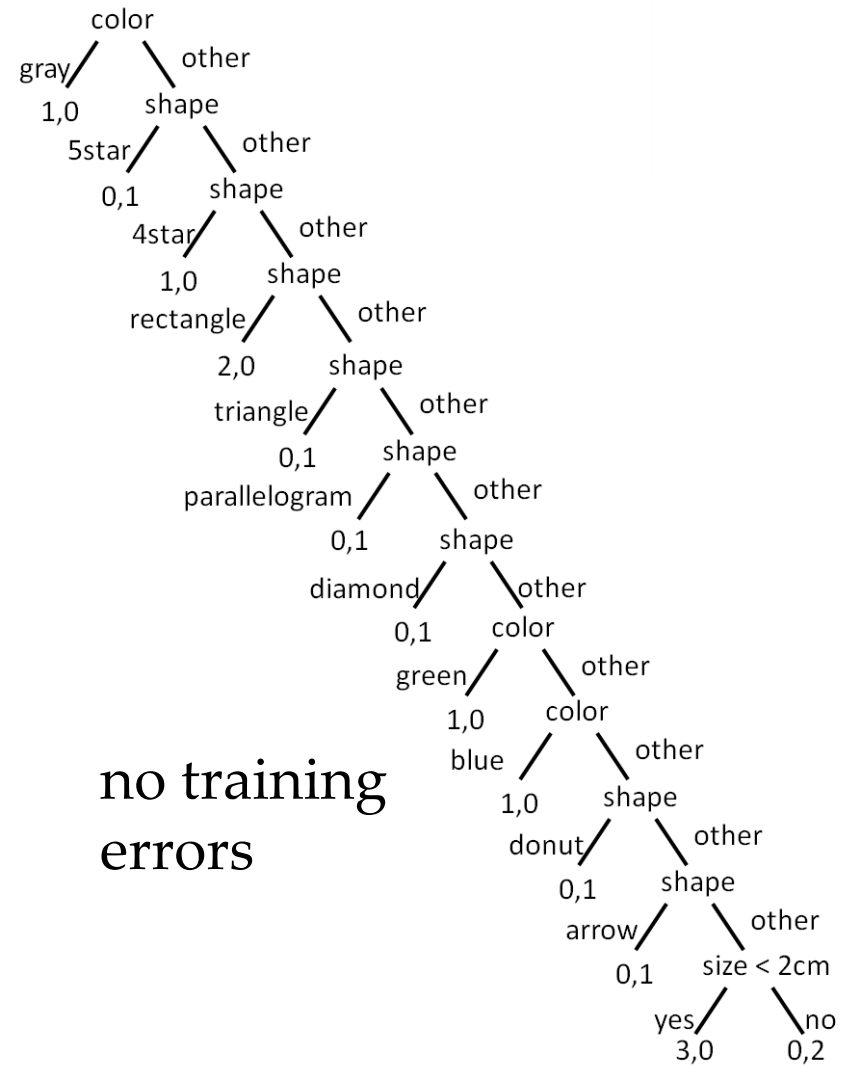 color
gray
other
1,0
shape
5star
other
0,1
shape
4star
other
1,0
shape
rectangle
other
2,0
shape
triangle
other
0,1
shape
parallelogram
other
0,1
shape
diamond
other
0,1
color
green
other
1,0
color
blue
other
1,0
shape
donut
other
0,1
shape
arrow
other
0,1
size < 2cm
yes
no
3,0
0,2
no training
errors